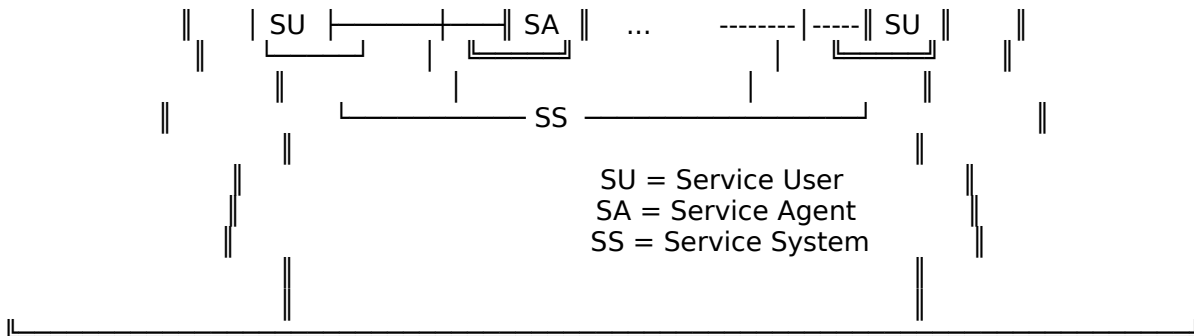 SU SA ... SU
SS
SU = Service User
SA = Service Agent
SS = Service System